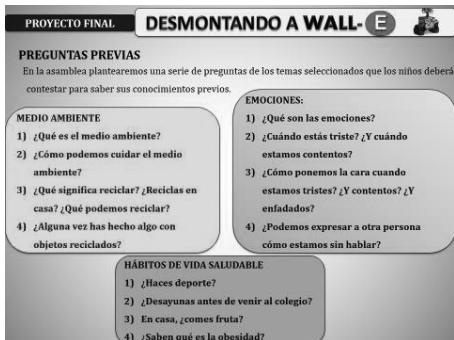 PROYECTO FINAL
DESMONTANDO A WALL-E
PREGUNTAS PREVIAS
En la asamblea plantearemos una serie de preguntas de los temas seleccionados que los niños deberá
contestar para saber sus conocimientos previos.
MEDIO AMBIENTE
1) ¿Qué es el medio ambiente?
2) ¿Cómo podemos cuidar el medio
ambiente?
3) ¿Qué significa reciclar? ¿Reciclas en
casa? ¿Qué podemos reciclar?
4) ¿Alguna vez has hecho algo con
objetos reciclados?
EMOCIONES:
1) ¿Qué son las emociones?
2) ¿Cuándo estás triste? ¿Y cuándo
estamos contentos?
3) ¿Cómo ponemos la cara cuando
estamos tristes? ¿Y contentos? ¿Y
enfadados?
4) ¿Podemos expresar a otra persona
cómo estamos sin hablar?
HÁBITOS DE VIDA SALUDABLE
1) ¿Haces deporte?
2) ¿Desayunas antes de venir al colegio?
3) En casa, ¿comes fruta?
4) ¿Saben qué es la obesidad?